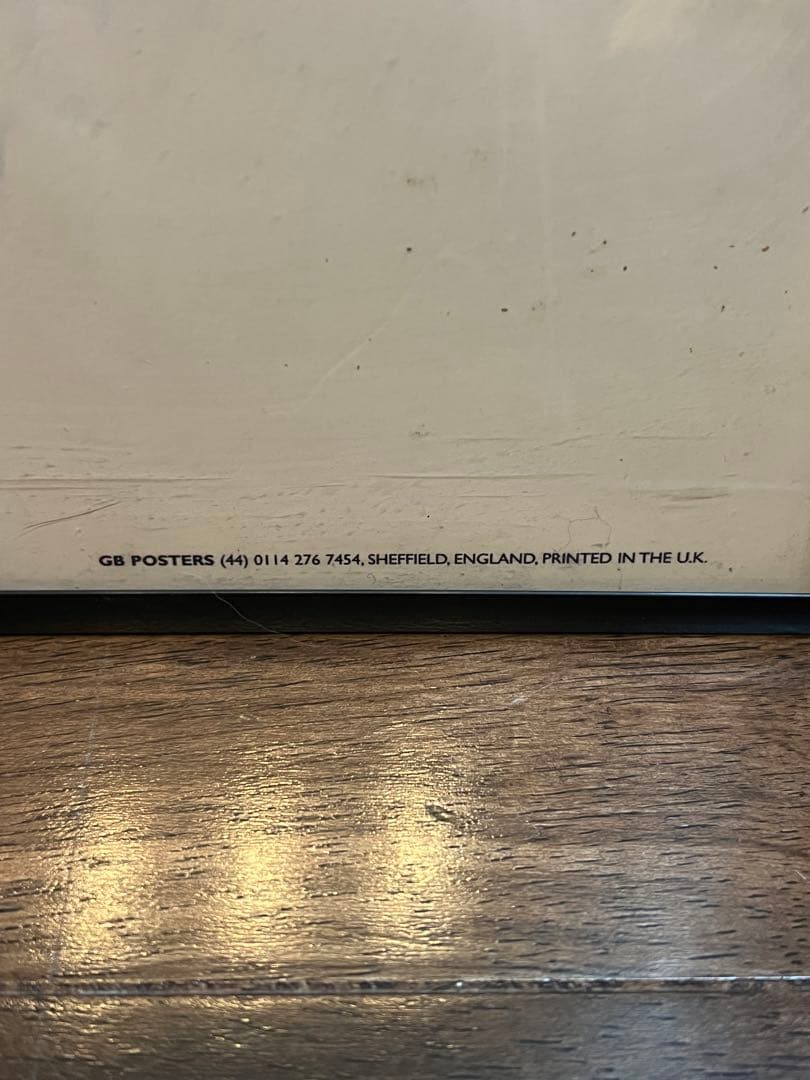 GB POSTERS (44) 0114 276 7454, SHEFFIELD, ENGLAND, PRINTED IN THE U.K.